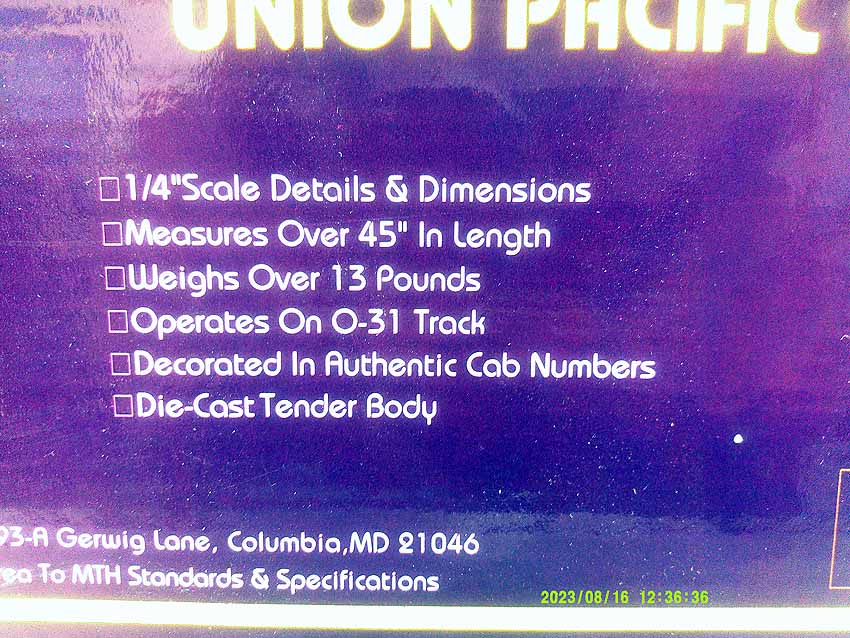 UNION PACIFIC
□1/4"Scale Details & Dimensions
□Measures Over 45" In Length
□Weighs Over 13 Pounds
□Operates On O-31 Track
□Decorated In Authentic Cab Numbers
□Die-Cast Tender Body
93-A Gerwig Lane, Columbia,MD 21046
To MTH Standards & Specifications
2023/08/16 12:36:36